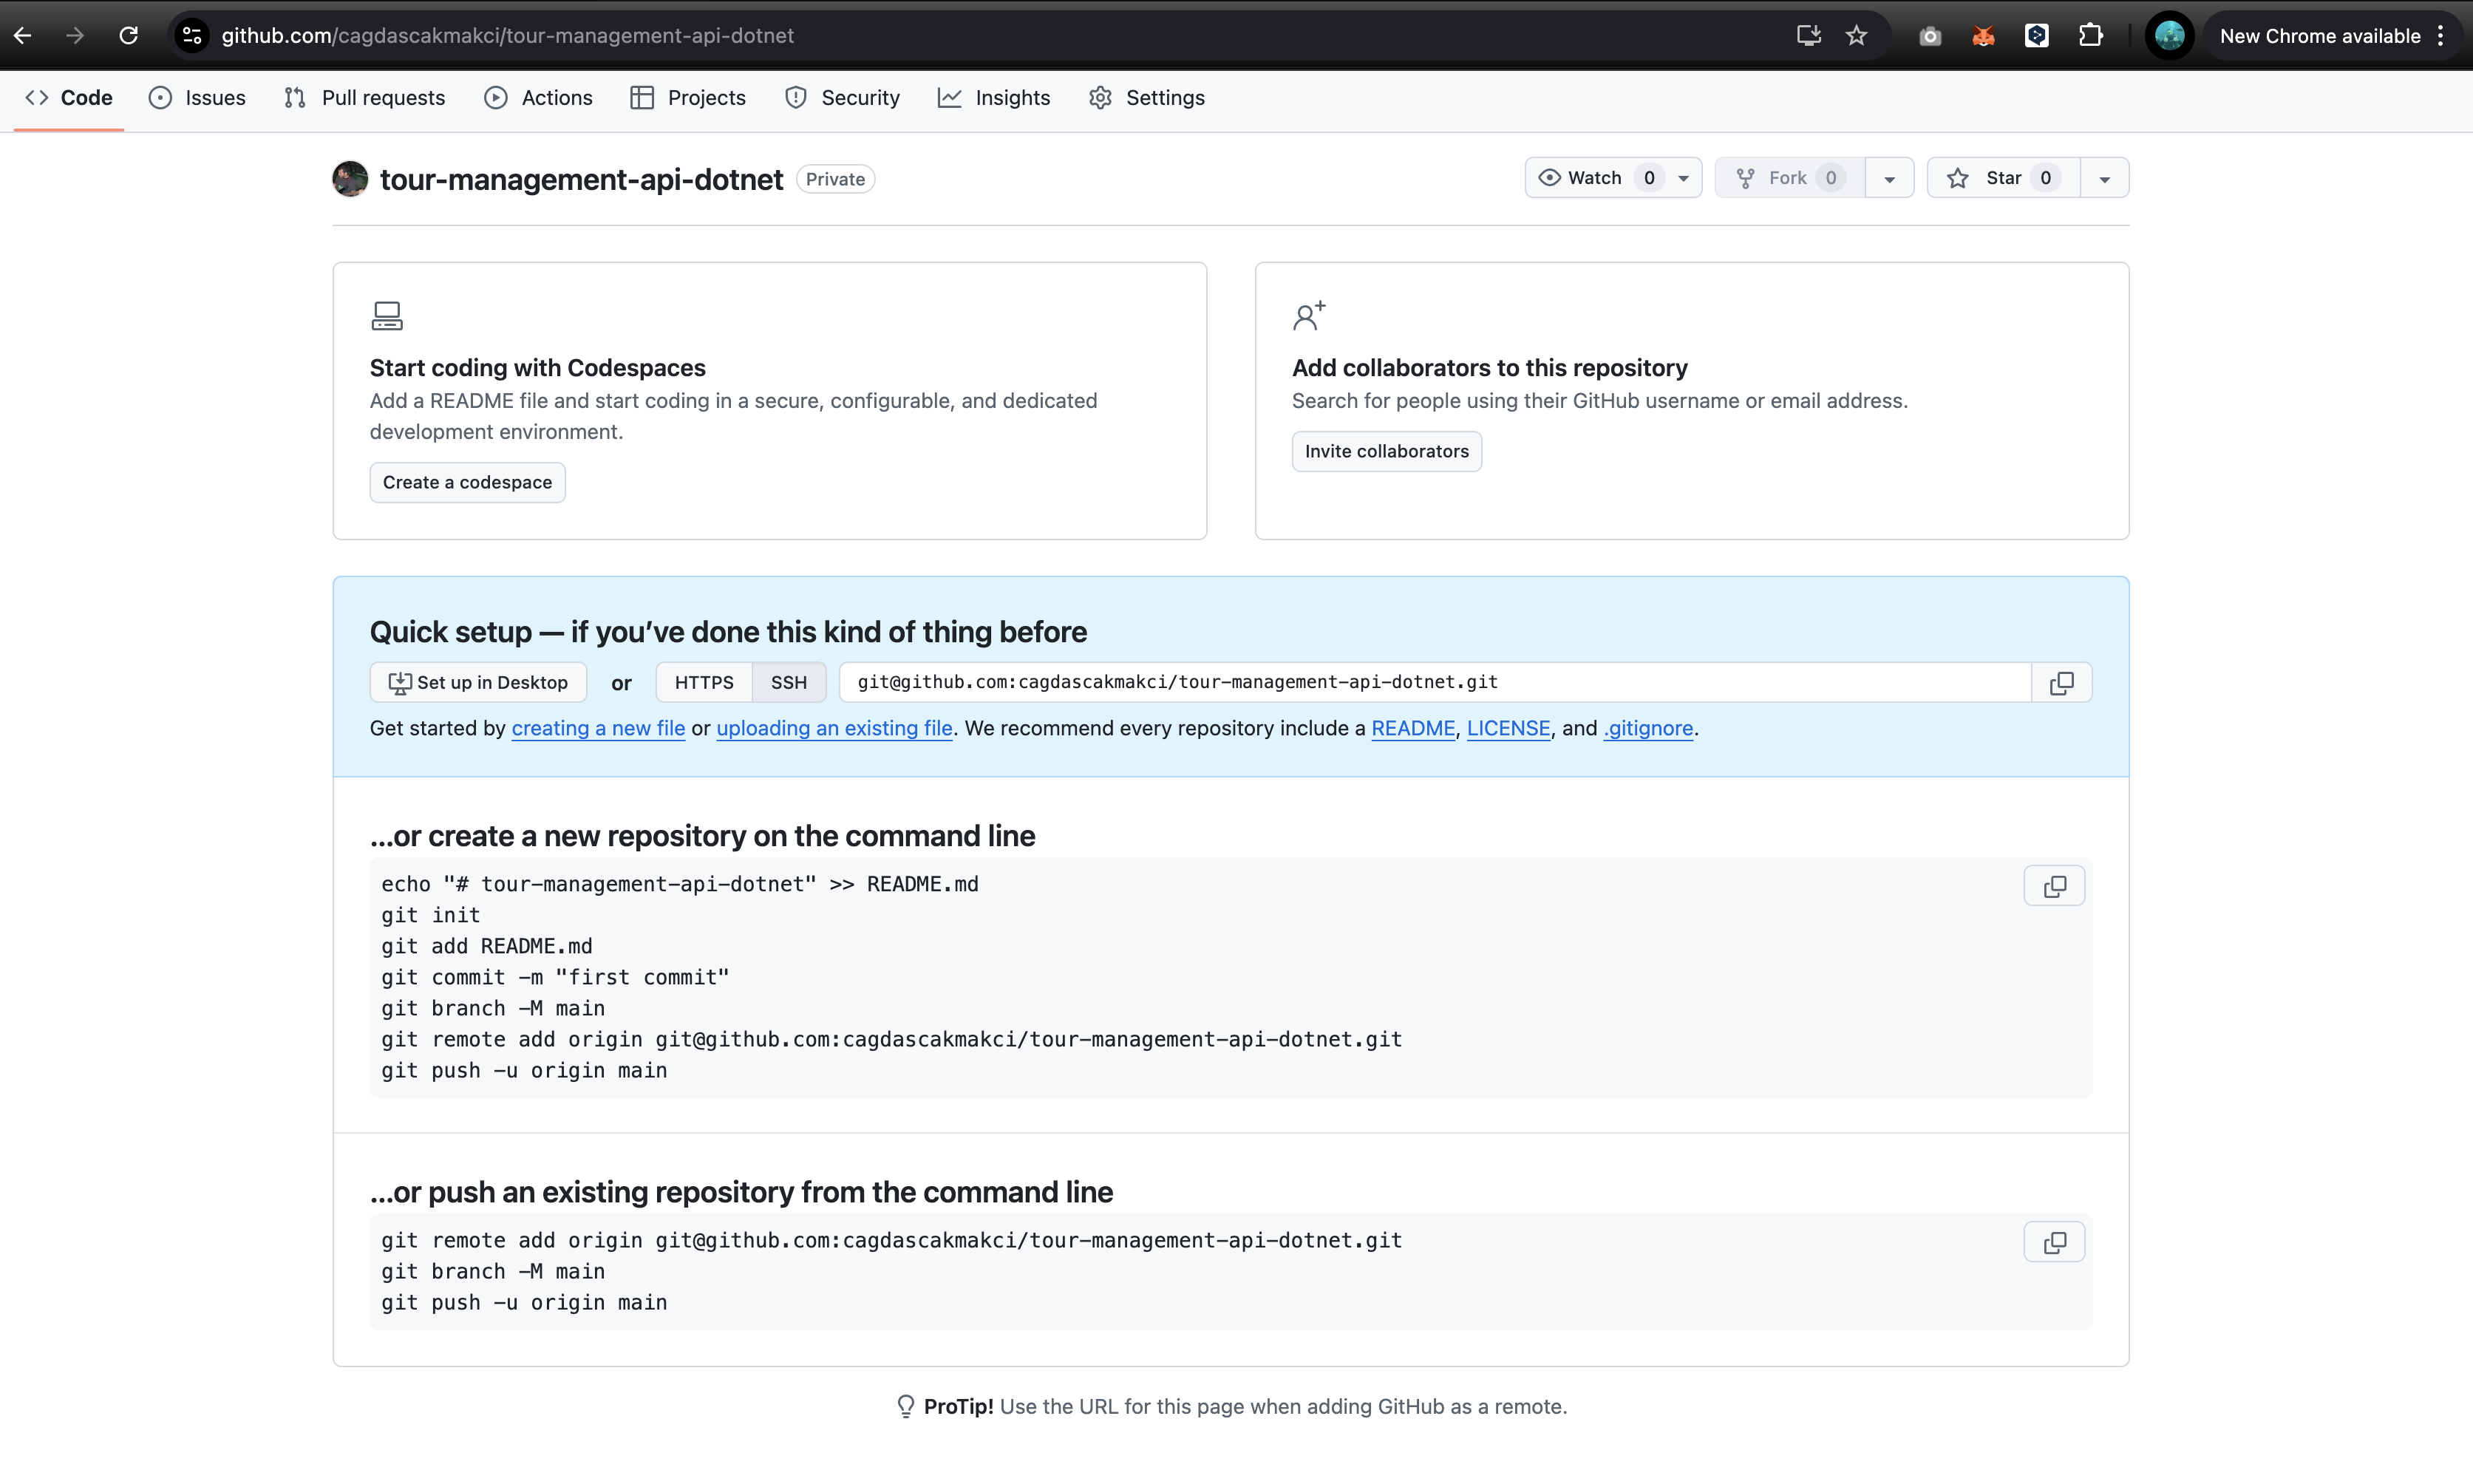 github.com/cagdascakmakci/tour-management-api-dotnet
New Chrome available
Code
Issues
Pull requests
Actions
Projects
Security
Insights
Settings
tour-management-api-dotnet
Private
Watch 0
Fork 0
Star 0
Start coding with Codespaces
Add a README file and start coding in a secure, configurable, and dedicated
development environment.
Create a codespace
Add collaborators to this repository
Search for people using their GitHub username or email address.
Invite collaborators
Quick setup — if you’ve done this kind of thing before
Set up in Desktop or HTTPS SSH git@github.com:cagdascakmakci/tour-management-api-dotnet.git
Get started by creating a new file or uploading an existing file. We recommend every repository include a README, LICENSE, and .gitignore.
…or create a new repository on the command line
echo "# tour-management-api-dotnet" >> README.md
git init
git add README.md
git commit -m "first commit"
git branch -M main
git remote add origin git@github.com:cagdascakmakci/tour-management-api-dotnet.git
git push -u origin main
…or push an existing repository from the command line
git remote add origin git@github.com:cagdascakmakci/tour-management-api-dotnet.git
git branch -M main
git push -u origin main
ProTip! Use the URL for this page when adding GitHub as a remote.